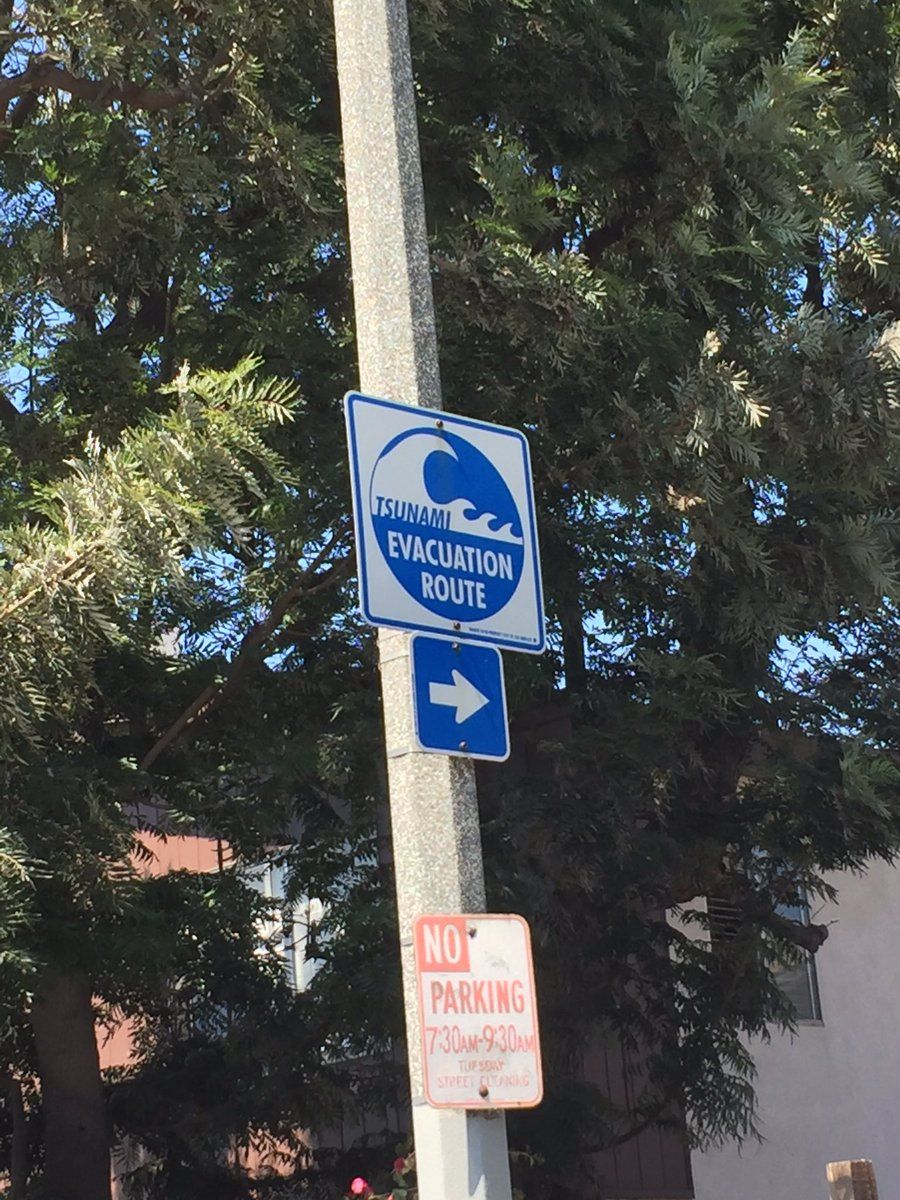 TSUNAMI
EVACUATION
ROUTE
NO
PARKING
7:30AM-9:30AM
TUESDAY
STREET CLEANING